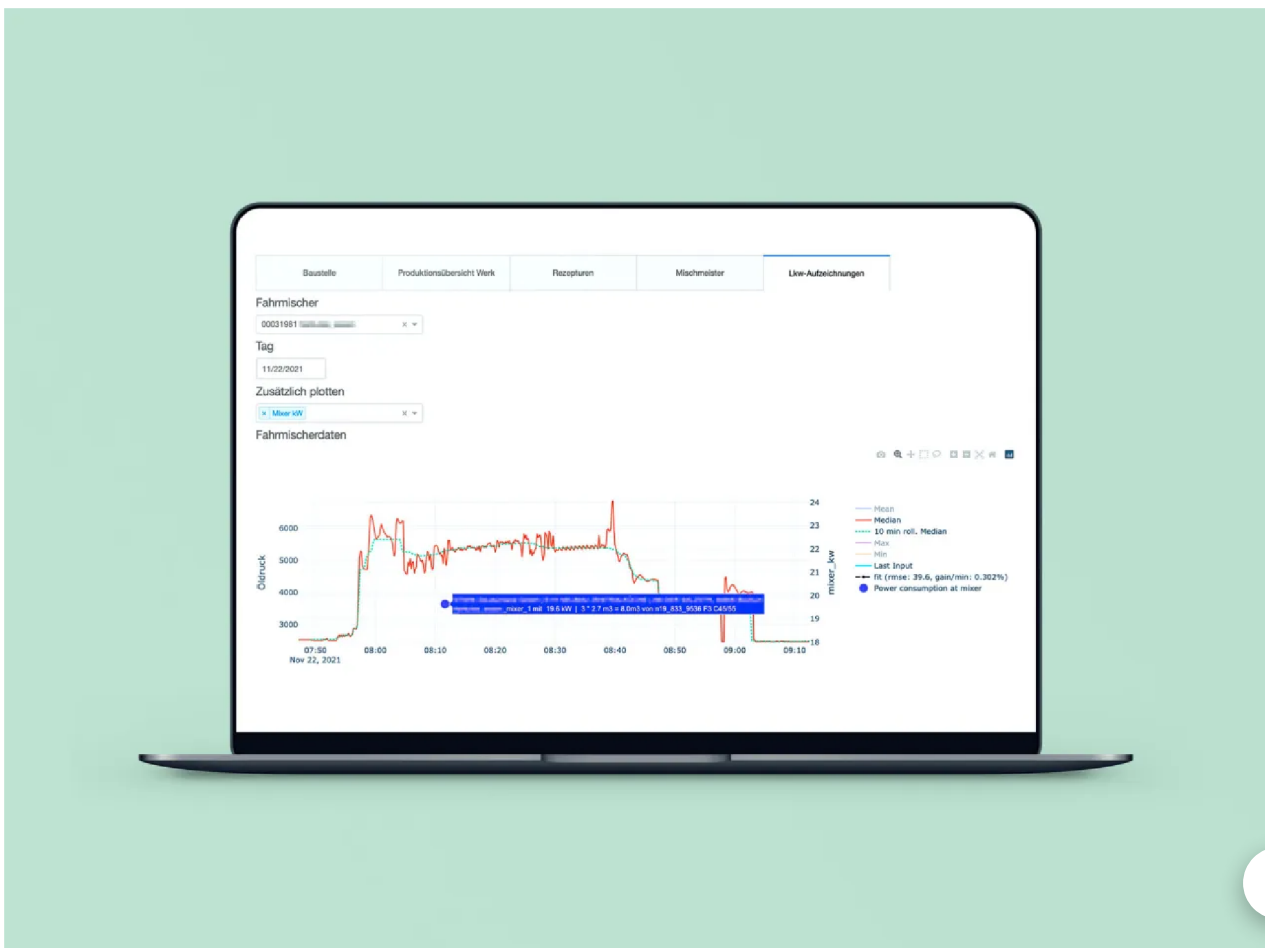 Baustelle
Produktionsübersicht Werk
Rezepturen
Mischmeister
Lkw-Aufzeichnungen
Fahrmischer
00031981
Tag
11/22/2021
Zusätzlich plotten
× Mixer kW
Fahrmischerdaten
Öldruck
6000
5000
4000
3000
24
23
22
21
20
19
18
mixer_kw
07:50
08:00
08:10
08:20
08:30
08:40
08:50
09:00
09:10
Nov 22, 2021
_mixer_1 mit 19.6 kW | 3 * 2.7 m3 = 8.0m3 von n19_833_9536 F3 C45/55
Mean
Median
10 min roll. Median
Max
Min
Last Input
fit (rmse: 39.6, gain/min: 0.302%)
Power consumption at mixer